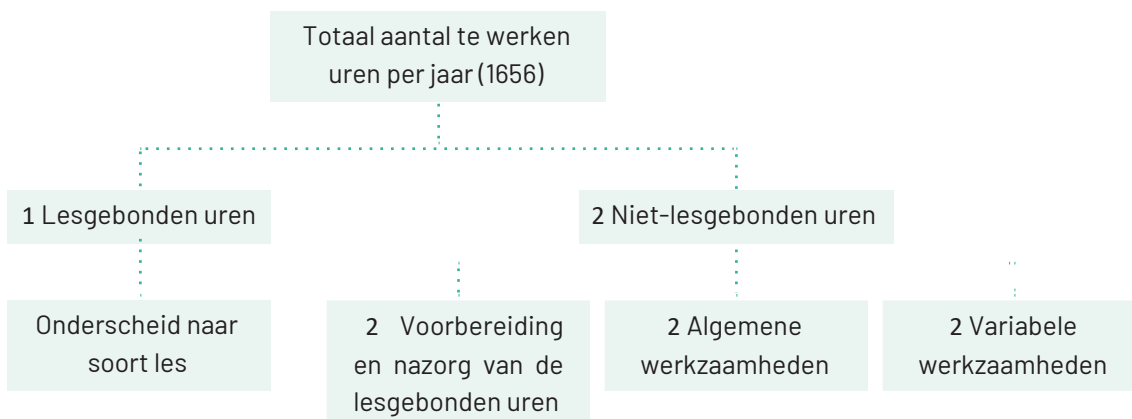 Totaal aantal te werken
uren per jaar (1656)
1 Lesgebonden uren
2 Niet-lesgebonden uren
Onderscheid naar
soort les
2 Voorbereiding
en nazorg van de
lesgebonden uren
2 Algemene
werkzaamheden
2 Variabele
werkzaamheden